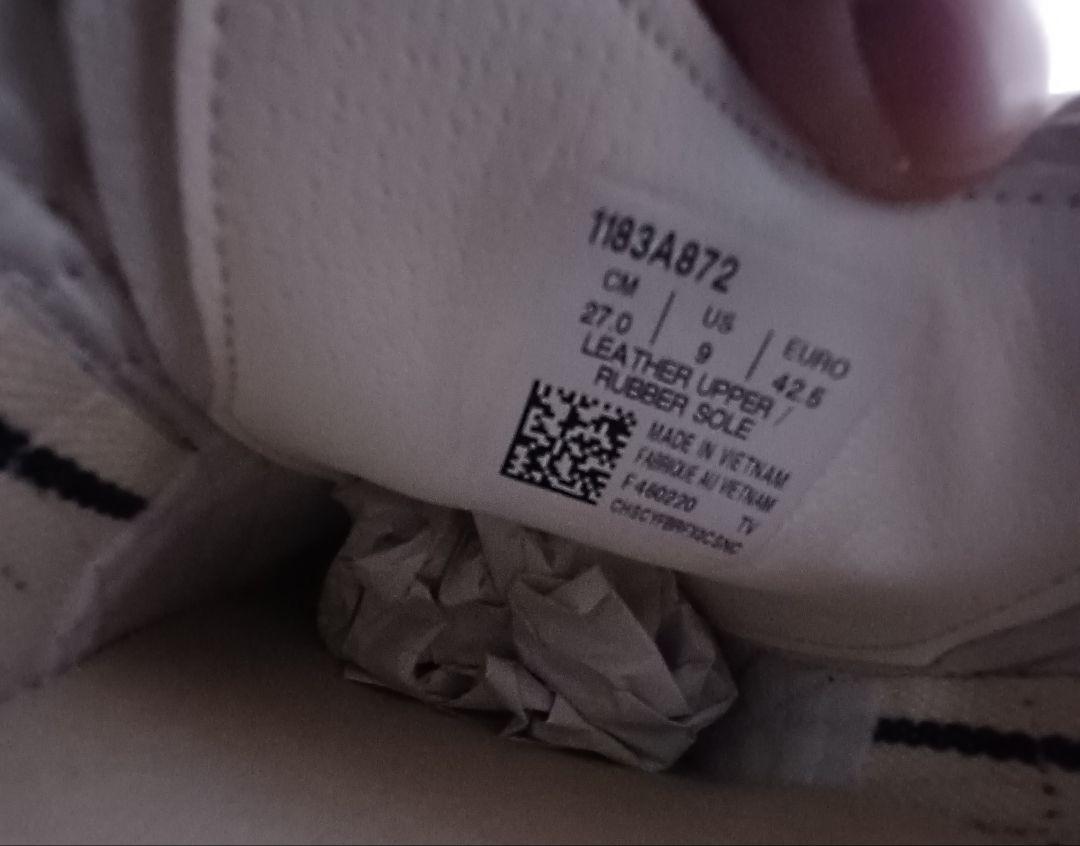 1183A872
CM | US | EURO
27.0 | 9 | 42.5
LEATHER UPPER /
RUBBER SOLE
MADE IN VIETNAM
FABRIQUE AU VIETNAM
F460220 TV